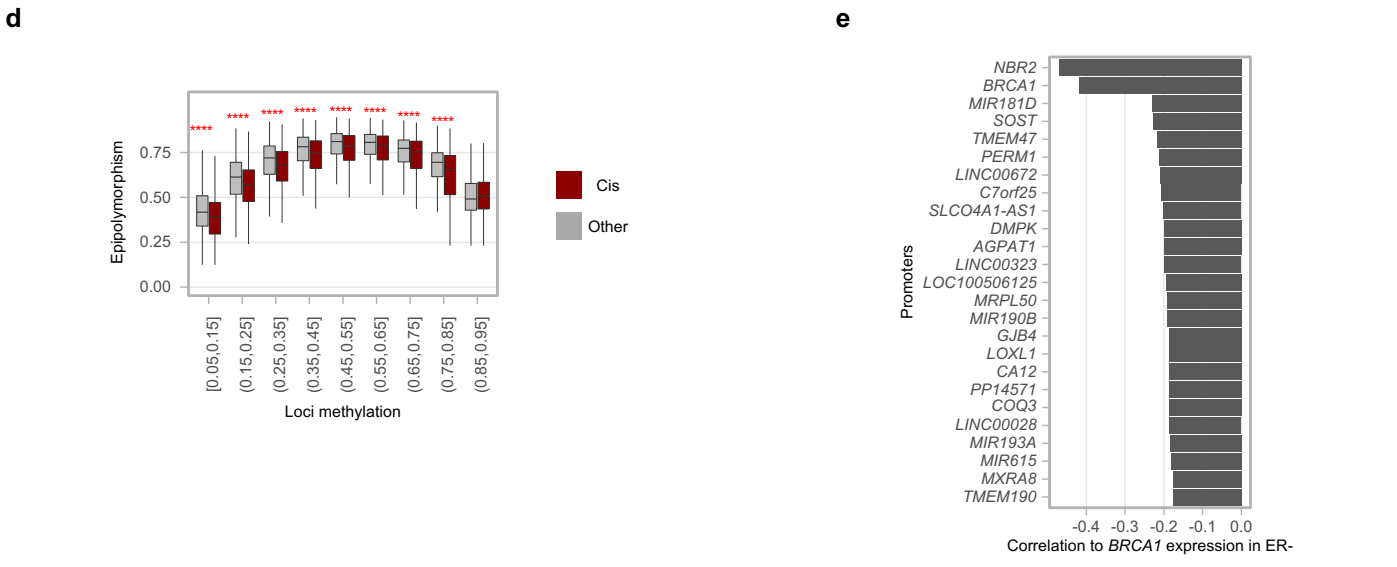 d
e
****
****
****
****
****
****
****
****
Epipolymorphism
0.75
0.50
0.25
0.00
[0.05,0.15]
(0.15,0.25]
(0.25,0.35]
(0.35,0.45]
(0.45,0.55]
(0.55,0.65]
(0.65,0.75]
(0.75,0.85]
(0.85,0.95]
Loci methylation
Cis
Other
Promoters
NBR2
BRCA1
MIR181D
SOST
TMEM47
PERM1
LINC00672
C7orf25
SLCO4A1-AS1
DMPK
AGPAT1
LINC00323
LOC100506125
MRPL50
MIR190B
GJB4
LOXL1
CA12
PP14571
COQ3
LINC00028
MIR193A
MIR615
MXRA8
TMEM190
-0.4 -0.3 -0.2 -0.1 0.0
Correlation to BRCA1 expression in ER-